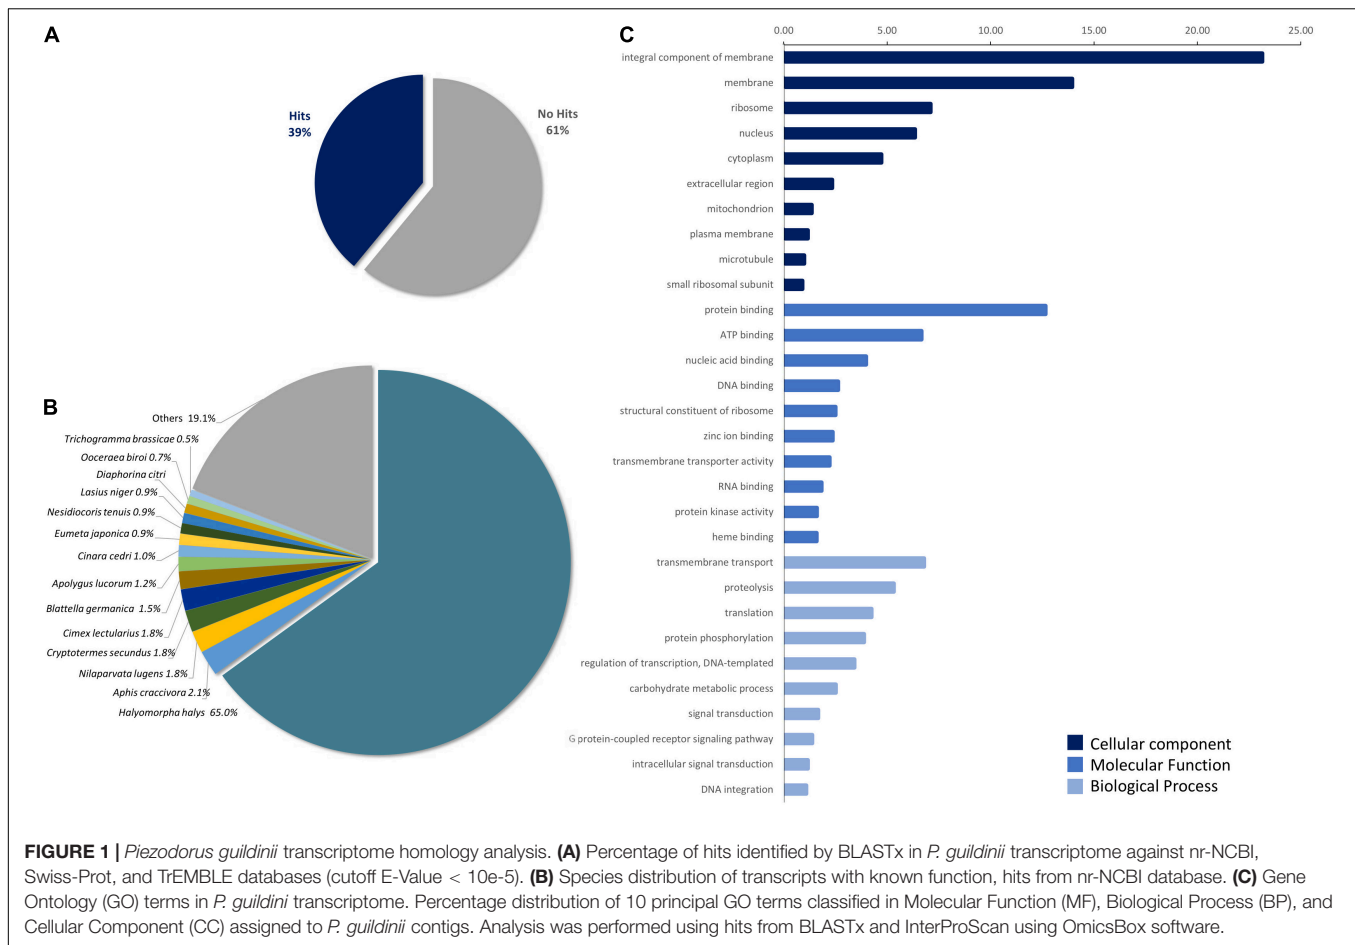 A
Hits
39%
No Hits
61%
B
Others 19.1%
Trichogramma brassicae 0.5%
Ooceraea biroi 0.7%
Diaphorina citri
Lasius niger 0.9%
Nesidiocoris tenuis 0.9%
Eumeta japonica 0.9%
Cinara cedri 1.0%
Apolygus lucorum 1.2%
Blattella germanica 1.5%
Cimex lectularius 1.8%
Cryptotermes secundus 1.8%
Nilaparvata lugens 1.8%
Aphis craccivora 2.1%
Halyomorpha halys 65.0%
C
0.00 5.00 10.00 15.00 20.00 25.00
integral component of membrane
membrane
ribosome
nucleus
cytoplasm
extracellular region
mitochondrion
plasma membrane
microtubule
small ribosomal subunit
protein binding
ATP binding
nucleic acid binding
DNA binding
structural constituent of ribosome
zinc ion binding
transmembrane transporter activity
RNA binding
protein kinase activity
heme binding
transmembrane transport
proteolysis
translation
protein phosphorylation
regulation of transcription, DNA-templated
carbohydrate metabolic process
signal transduction
G protein-coupled receptor signaling pathway
intracellular signal transduction
DNA integration
Cellular component
Molecular Function
Biological Process
FIGURE 1 | Piezodorus guildinii transcriptome homology analysis. (A) Percentage of hits identified by BLASTx in P. guildinii transcriptome against nr-NCBI,
Swiss-Prot, and TrEMBLE databases (cutoff E-Value < 10e-5). (B) Species distribution of transcripts with known function, hits from nr-NCBI database. (C) Gene
Ontology (GO) terms in P. guildini transcriptome. Percentage distribution of 10 principal GO terms classified in Molecular Function (MF), Biological Process (BP), and
Cellular Component (CC) assigned to P. guildinii contigs. Analysis was performed using hits from BLASTx and InterProScan using OmicsBox software.